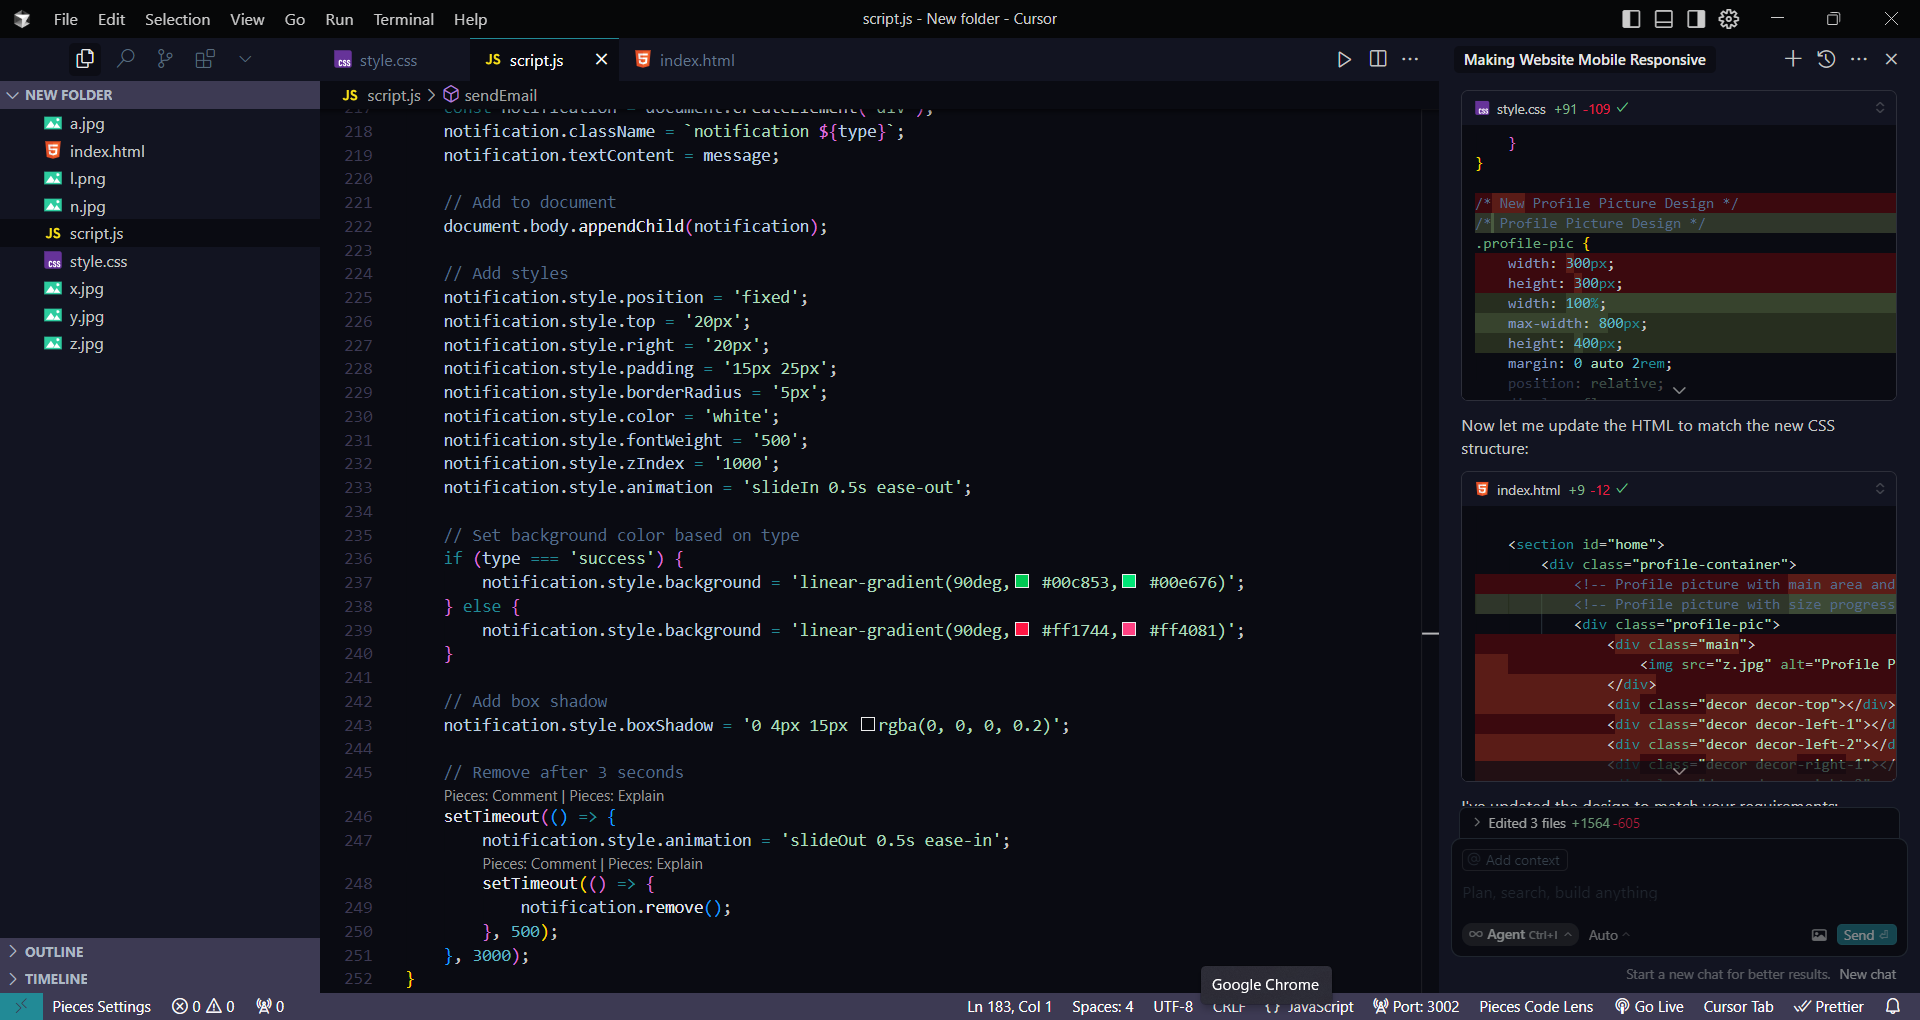 File Edit Selection View Go Run Terminal Help
script.js - New folder - Cursor
style.css
JS script.js
index.html
Making Website Mobile Responsive
NEW FOLDER
a.jpg
index.html
l.png
n.jpg
JS script.js
style.css
x.jpg
y.jpg
z.jpg
OUTLINE
TIMELINE
JS script.js > sendEmail
217 const notification = document.createElement('div');
218 notification.className = `notification ${type}`;
219 notification.textContent = message;
220
221 // Add to document
222 document.body.appendChild(notification);
223
224 // Add styles
225 notification.style.position = 'fixed';
226 notification.style.top = '20px';
227 notification.style.right = '20px';
228 notification.style.padding = '15px 25px';
229 notification.style.borderRadius = '5px';
230 notification.style.color = 'white';
231 notification.style.fontWeight = '500';
232 notification.style.zIndex = '1000';
233 notification.style.animation = 'slideIn 0.5s ease-out';
234
235 // Set background color based on type
236 if (type === 'success') {
237 notification.style.background = 'linear-gradient(90deg, #00c853, #00e676)';
238 } else {
239 notification.style.background = 'linear-gradient(90deg, #ff1744, #ff4081)';
240 }
241
242 // Add box shadow
243 notification.style.boxShadow = '0 4px 15px rgba(0, 0, 0, 0.2)';
244
245 // Remove after 3 seconds
Pieces: Comment | Pieces: Explain
246 setTimeout(() => {
247 notification.style.animation = 'slideOut 0.5s ease-in';
Pieces: Comment | Pieces: Explain
248 setTimeout(() => {
249 notification.remove();
250 }, 500);
251 }, 3000);
252 }
style.css +91 -109
}
}
/* New Profile Picture Design */
/* Profile Picture Design */
.profile-pic {
width: 300px;
height: 300px;
width: 100%;
max-width: 800px;
height: 400px;
margin: 0 auto 2rem;
position: relative;
Now let me update the HTML to match the new CSS
structure:
index.html +9 -12
<section id="home">
<div class="profile-container">
<!-- Profile picture with main area and
<!-- Profile picture with size progress
<div class="profile-pic">
<div class="main">
<img src="z.jpg" alt="Profile P
</div>
<div class="decor decor-top"></div>
<div class="decor decor-left-1"></d
<div class="decor decor-left-2"></d
<div class="decor decor-right-1"></
I've updated the design to match your requirements:
Edited 3 files +1564 -605
@ Add context
Plan, search, build anything
Agent Ctrl+I
Auto
Send
Start a new chat for better results. New chat
Google Chrome
Pieces Settings 0 0 0
Ln 183, Col 1 Spaces: 4 UTF-8 CRLF {} JavaScript Port: 3002 Pieces Code Lens Go Live Cursor Tab Prettier